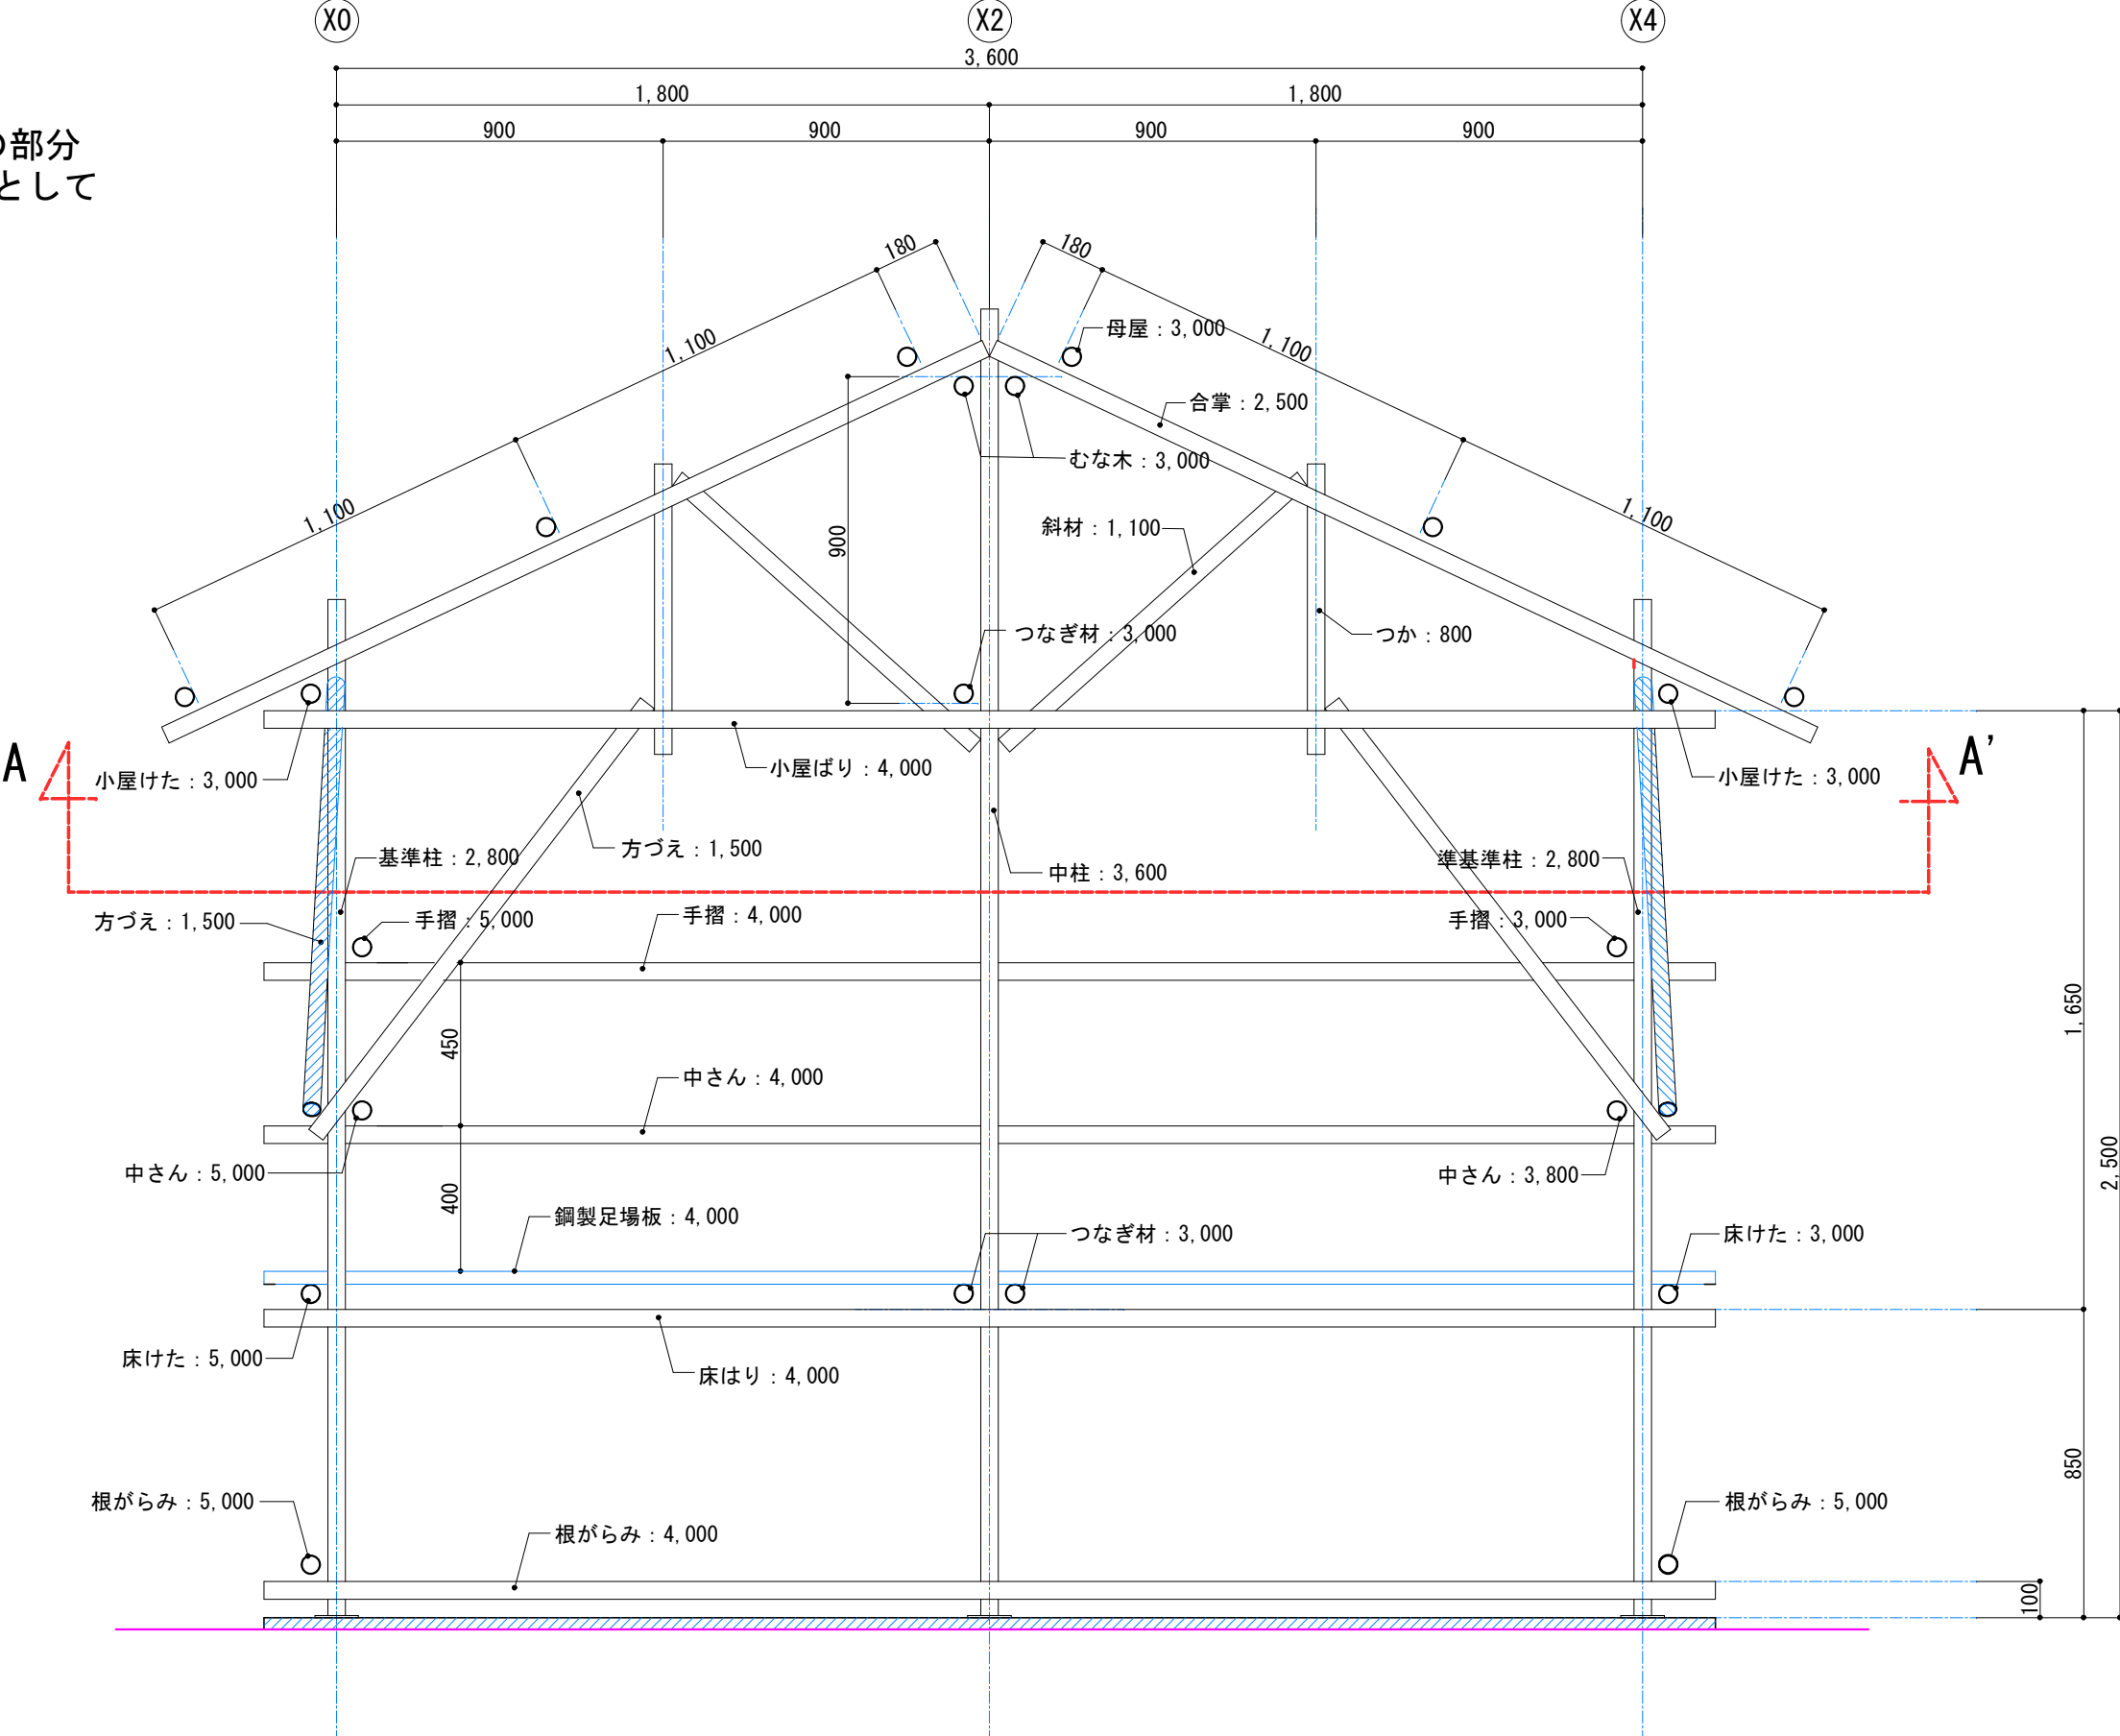 X0
X2
X4
3,600
1,800
1,800
900
900
900
900
の部分
として
180
180
母屋：3,000
1,100
1,100
合掌：2,500
むな木：3,000
1,100
1,100
斜材：1,100
900
つなぎ材：3,000
つか：800
A
A'
小屋けた：3,000
小屋ばり：4,000
小屋けた：3,000
方づえ：1,500
基準柱：2,800
準基準柱：2,800
中柱：3,600
方づえ：1,500
手摺：5,000
手摺：4,000
手摺：3,000
1,650
450
中さん：4,000
2,500
中さん：5,000
中さん：3,800
400
鋼製足場板：4,000
つなぎ材：3,000
床けた：3,000
床けた：5,000
床はり：4,000
850
根がらみ：5,000
根がらみ：4,000
根がらみ：5,000
100